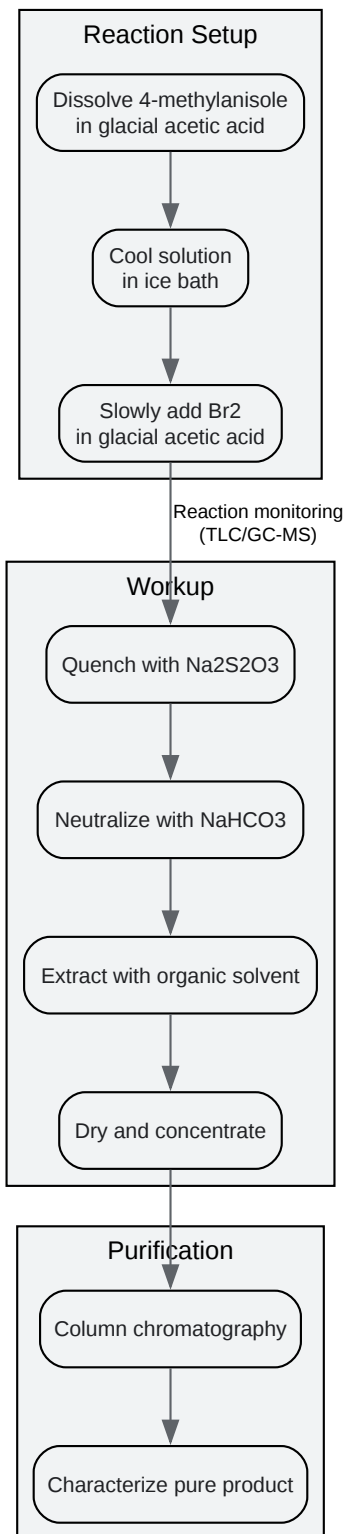 Reaction Setup
Dissolve 4-methylanisole
in glacial acetic acid
Cool solution
in ice bath
Slowly add Br2
in glacial acetic acid
Reaction monitoring
(TLC/GC-MS)
Workup
Quench with Na2S2O3
Neutralize with NaHCO3
Extract with organic solvent
Dry and concentrate
Purification
Column chromatography
Characterize pure product